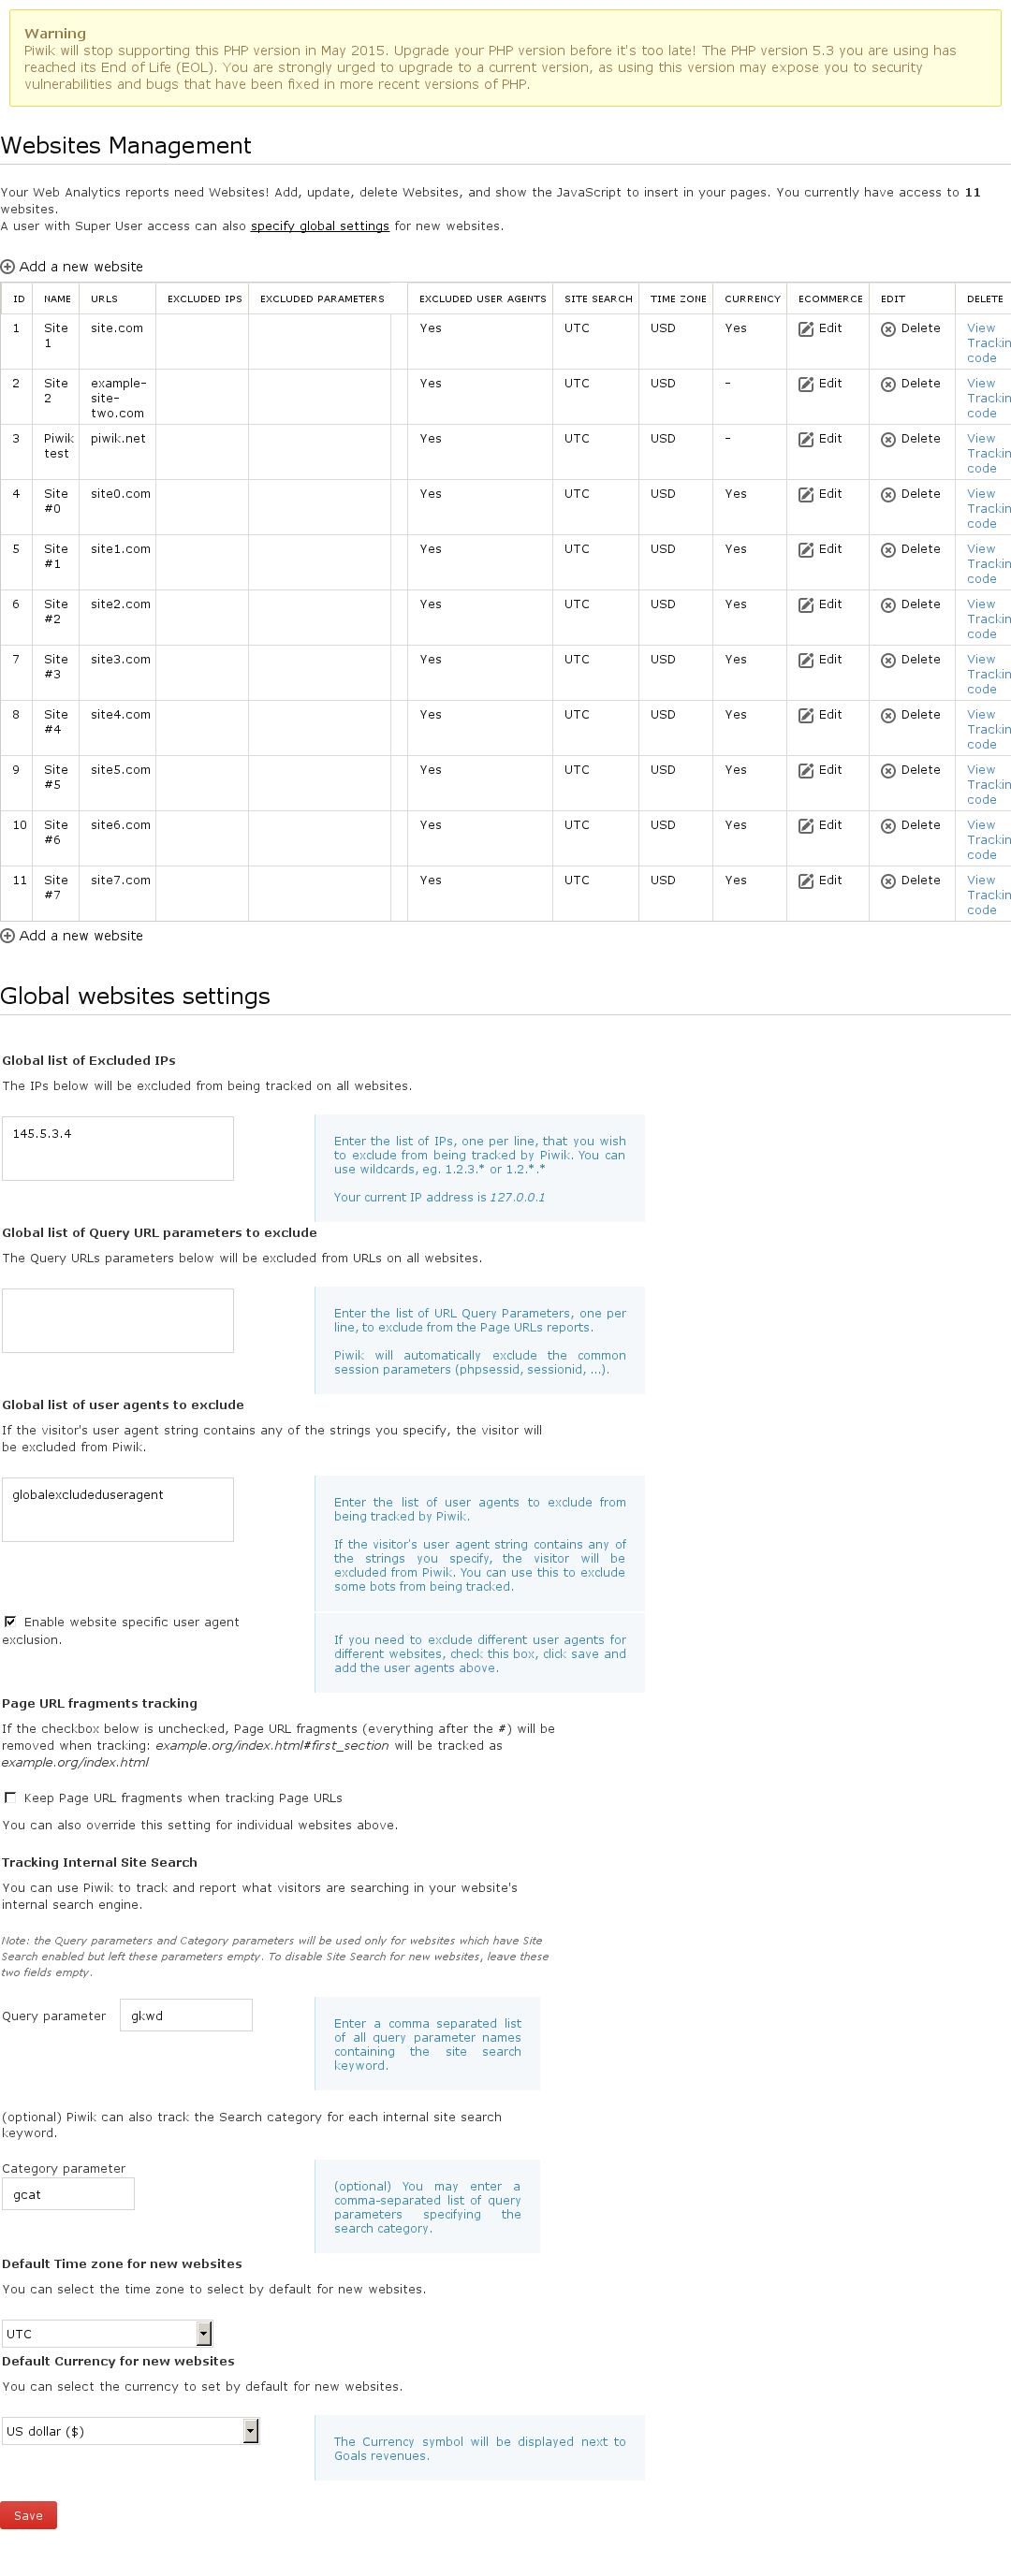 Warning
Piwik will stop supporting this PHP version in May 2015. Upgrade your PHP version before it's too late! The PHP version 5.3 you are using has
reached its End of Life (EOL). You are strongly urged to upgrade to a current version, as using this version may expose you to security
vulnerabilities and bugs that have been fixed in more recent versions of PHP.
Websites Management
Your Web Analytics reports need Websites! Add, update, delete Websites, and show the JavaScript to insert in your pages. You currently have access to 11
websites.
A user with Super User access can also specify global settings for new websites.
Add a new website
ID NAME URLS EXCLUDED IPS EXCLUDED PARAMETERS EXCLUDED USER AGENTS SITE SEARCH TIME ZONE CURRENCY ECOMMERCE EDIT DELETE
1 Site site.com Yes UTC USD Yes Edit Delete View
1 Trackin
code
2 Site example- Yes UTC USD - Edit Delete View
2 site- Trackin
two.com code
3 Piwik piwik.net Yes UTC USD - Edit Delete View
test Trackin
code
4 Site site0.com Yes UTC USD Yes Edit Delete View
#0 Trackin
code
5 Site site1.com Yes UTC USD Yes Edit Delete View
#1 Trackin
code
6 Site site2.com Yes UTC USD Yes Edit Delete View
#2 Trackin
code
7 Site site3.com Yes UTC USD Yes Edit Delete View
#3 Trackin
code
8 Site site4.com Yes UTC USD Yes Edit Delete View
#4 Trackin
code
9 Site site5.com Yes UTC USD Yes Edit Delete View
#5 Trackin
code
10 Site site6.com Yes UTC USD Yes Edit Delete View
#6 Trackin
code
11 Site site7.com Yes UTC USD Yes Edit Delete View
#7 Trackin
code
Add a new website
Global websites settings
Global list of Excluded IPs
The IPs below will be excluded from being tracked on all websites.
145.5.3.4
Enter the list of IPs, one per line, that you wish
to exclude from being tracked by Piwik. You can
use wildcards, eg. 1.2.3.* or 1.2.*.*
Your current IP address is 127.0.0.1
Global list of Query URL parameters to exclude
The Query URLs parameters below will be excluded from URLs on all websites.
Enter the list of URL Query Parameters, one per
line, to exclude from the Page URLs reports.
Piwik will automatically exclude the common
session parameters (phpsessid, sessionid, ...).
Global list of user agents to exclude
If the visitor's user agent string contains any of the strings you specify, the visitor will
be excluded from Piwik.
globalexcludeduseragent
Enter the list of user agents to exclude from
being tracked by Piwik.
If the visitor's user agent string contains any of
the strings you specify, the visitor will be
excluded from Piwik. You can use this to exclude
some bots from being tracked.
Enable website specific user agent
exclusion.
If you need to exclude different user agents for
different websites, check this box, click save and
add the user agents above.
Page URL fragments tracking
If the checkbox below is unchecked, Page URL fragments (everything after the #) will be
removed when tracking: example.org/index.html#first_section will be tracked as
example.org/index.html
Keep Page URL fragments when tracking Page URLs
You can also override this setting for individual websites above.
Tracking Internal Site Search
You can use Piwik to track and report what visitors are searching in your website's
internal search engine.
Note: the Query parameters and Category parameters will be used only for websites which have Site
Search enabled but left these parameters empty. To disable Site Search for new websites, leave these
two fields empty.
Query parameter gkwd
Enter a comma separated list
of all query parameter names
containing the site search
keyword.
(optional) Piwik can also track the Search category for each internal site search
keyword.
Category parameter
gcat
(optional) You may enter a
comma-separated list of query
parameters specifying the
search category.
Default Time zone for new websites
You can select the time zone to select by default for new websites.
UTC
Default Currency for new websites
You can select the currency to set by default for new websites.
US dollar ($)
The Currency symbol will be displayed next to
Goals revenues.
Save